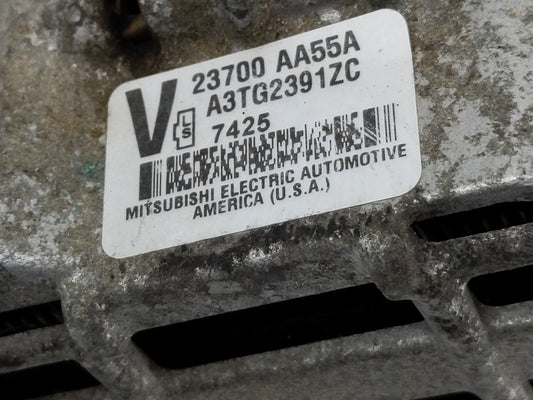 V
23700 AA55A
A3TG2391ZC
L
S
7425
MITSUBISHI ELECTRIC AUTOMOTIVE
AMERICA (U.S.A.)